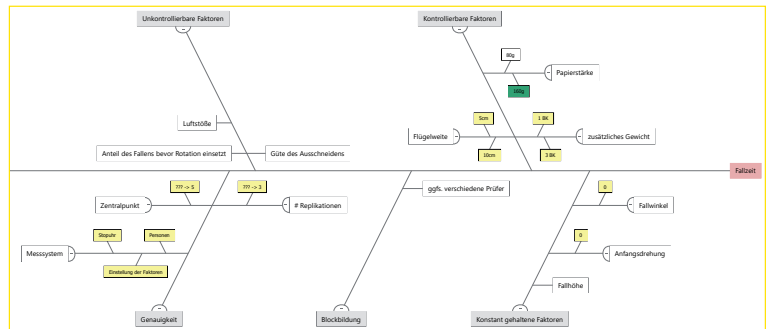 Unkontrollierbare Faktoren
Kontrollierbare Faktoren
80g
Papierstärke
160g
Luftstöße
5cm
1 BK
Flügelweite
zusätzliches Gewicht
10cm
2 BK
Anteil des Fallens bevor Rotation einsetzt
Güte des Ausschneidens
Fallzeit
??? -> 5
??? -> 3
ggfs. verschiedene Prüfer
0
Zentralpunkt
# Replikationen
Fallwinkel
Stopuhr
Personen
0
Messsystem
Anfangsdrehung
Einstellung der Faktoren
Fallhöhe
Genauigkeit
Blockbildung
Konstant gehaltene Faktoren